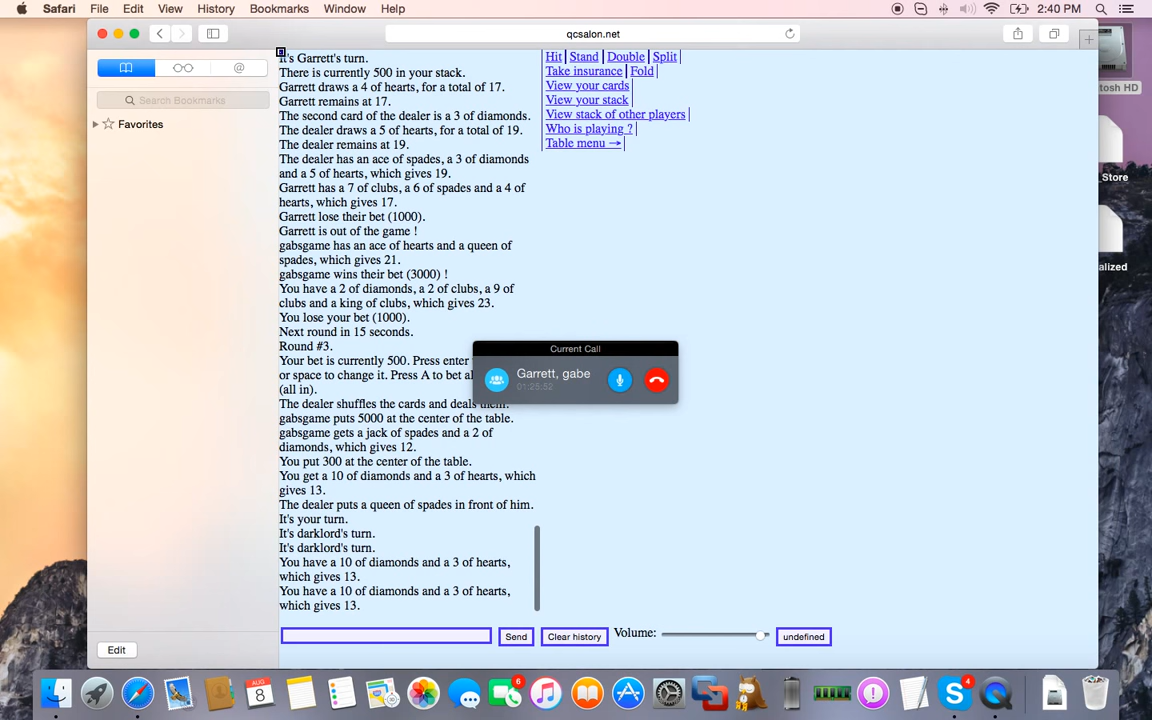 Safari File Edit View History Bookmarks Window Help 2:40 PM
qcsalon.net
@
Search Bookmarks
Favorites
Edit
It's Garrett's turn.
There is currently 500 in your stack.
Garrett draws a 4 of hearts, for a total of 17.
Garrett remains at 17.
The second card of the dealer is a 3 of diamonds.
The dealer draws a 5 of hearts, for a total of 19.
The dealer remains at 19.
The dealer has an ace of spades, a 3 of diamonds
and a 5 of hearts, which gives 19.
Garrett has a 7 of clubs, a 6 of spades and a 4 of
hearts, which gives 17.
Garrett lose their bet (1000).
Garrett is out of the game !
gabsgame has an ace of hearts and a queen of
spades, which gives 21.
gabsgame wins their bet (3000) !
You have a 2 of diamonds, a 2 of clubs, a 9 of
clubs and a king of clubs, which gives 23.
You lose your bet (1000).
Next round in 15 seconds.
Round #3.
Your bet is currently 500. Press enter
or space to change it. Press A to bet al
(all in).
The dealer shuffles the cards and deals them.
gabsgame puts 5000 at the center of the table.
gabsgame gets a jack of spades and a 2 of
diamonds, which gives 12.
You put 300 at the center of the table.
You get a 10 of diamonds and a 3 of hearts, which
gives 13.
The dealer puts a queen of spades in front of him.
It's your turn.
It's darklord's turn.
It's darklord's turn.
You have a 10 of diamonds and a 3 of hearts,
which gives 13.
You have a 10 of diamonds and a 3 of hearts,
which gives 13.
Hit Stand Double Split
Take insurance Fold
View your cards
View your stack
View stack of other players
Who is playing ?
Table menu →
Current Call
Garrett, gabe
01:25:52
Send Clear history Volume: undefined
tosh HD
_Store
alized
AUG
8
6
4